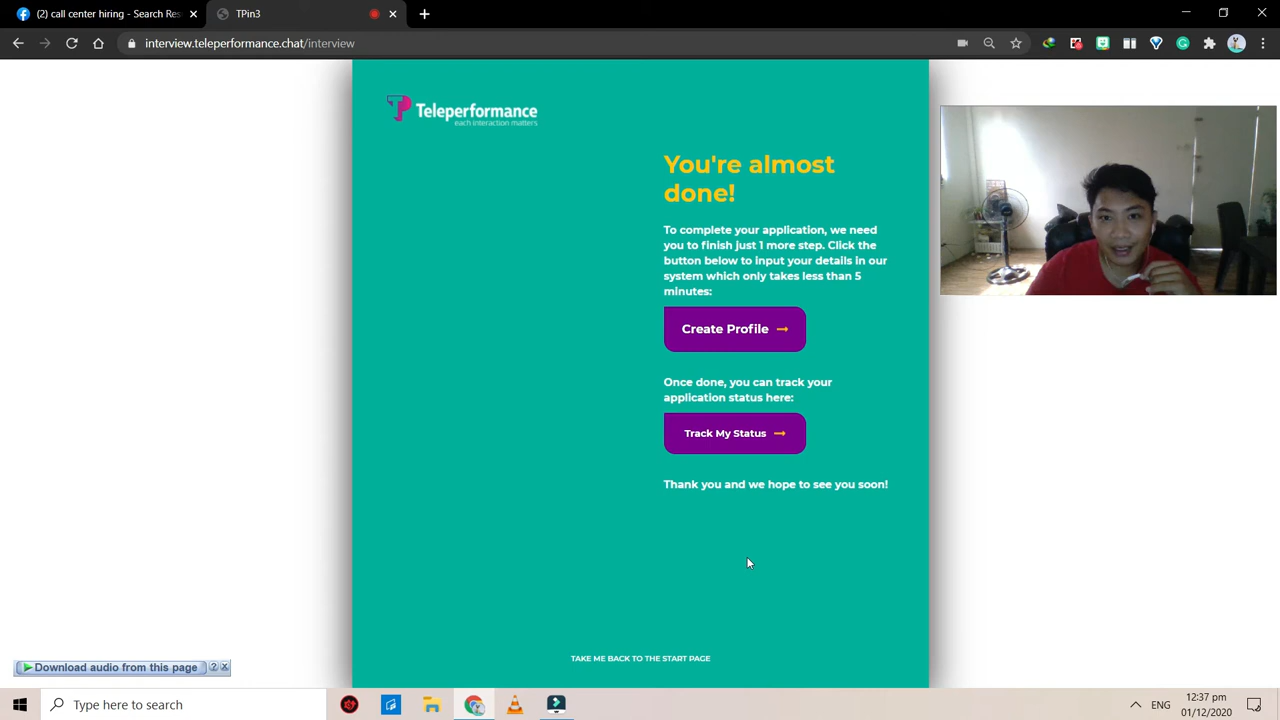 (2) call center hiring - Search Res
TPin3
interview.teleperformance.chat/interview
Teleperformance
each interaction matters
You're almost
done!
To complete your application, we need
you to finish just 1 more step. Click the
button below to input your details in our
system which only takes less than 5
minutes:
Create Profile
Once done, you can track your
application status here:
Track My Status
Thank you and we hope to see you soon!
TAKE ME BACK TO THE START PAGE
Download audio from this page
Type here to search
ENG
12:37 pm
01/12/2020